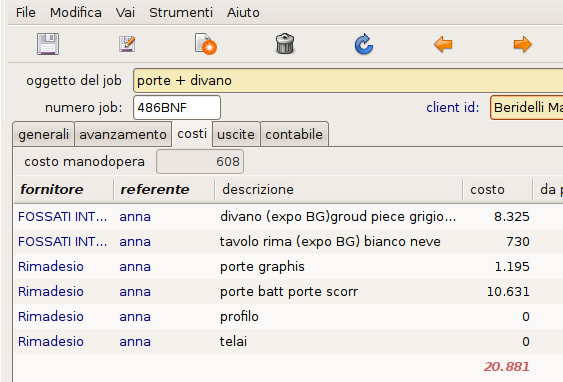 File Modifica Vai Strumenti Aiuto
oggetto del job porte + divano
numero job: 486BNF client id: Beridelli Ma
generali avanzamento costi uscite contabile
costo manodopera 608
fornitore referente descrizione costo da p
FOSSATI INT... anna divano (expo BG)groud piece grigio... 8.325
FOSSATI INT... anna tavolo rima (expo BG) bianco neve 730
Rimadesio anna porte graphis 1.195
Rimadesio anna porte batt porte scorr 10.631
Rimadesio anna profilo 0
Rimadesio anna telai 0
20.881